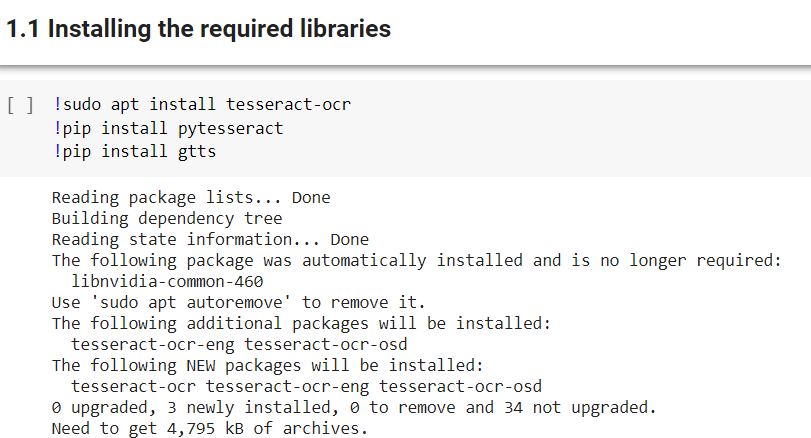 1.1 Installing the required libraries
[ ] !sudo apt install tesseract-ocr
!pip install pytesseract
!pip install gtts
Reading package lists... Done
Building dependency tree
Reading state information... Done
The following package was automatically installed and is no longer required:
libnvidia-common-460
Use 'sudo apt autoremove' to remove it.
The following additional packages will be installed:
tesseract-ocr-eng tesseract-ocr-osd
The following NEW packages will be installed:
tesseract-ocr tesseract-ocr-eng tesseract-ocr-osd
0 upgraded, 3 newly installed, 0 to remove and 34 not upgraded.
Need to get 4,795 kB of archives.